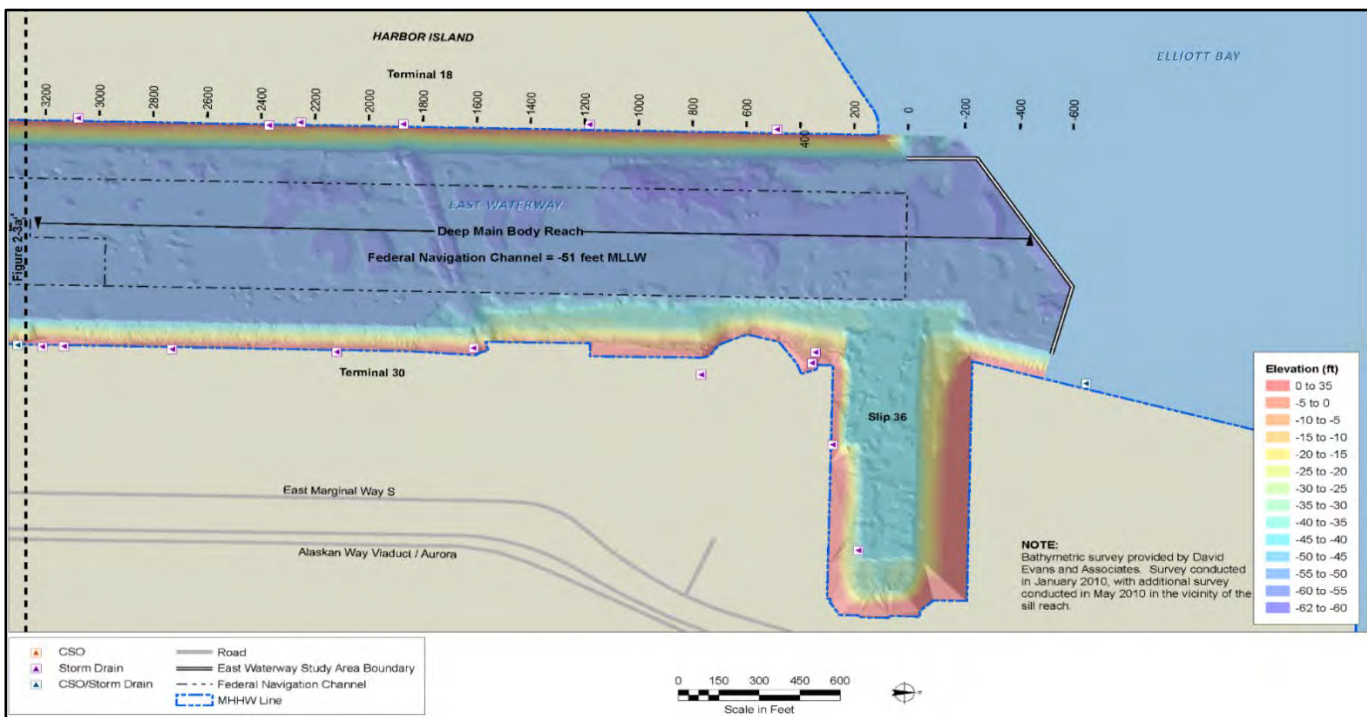 HARBOR ISLAND
Terminal 18
ELLIOTT BAY
3200
3000
2800
2600
2400
2200
2000
1800
1600
1400
1200
1000
800
600
400
200
0
-200
-400
-600
EAST WATERWAY
Deep Main Body Reach
Federal Navigation Channel = -51 feet MLLW
Figure 2-3a
Terminal 30
Slip 36
East Marginal Way S
Alaskan Way Viaduct / Aurora
NOTE:
Bathymetric survey provided by David
Evans and Associates. Survey conducted
in January 2010, with additional survey
conducted in May 2010 in the vicinity of the
sill reach.
Elevation (ft)
0 to 35
-5 to 0
-10 to -5
-15 to -10
-20 to -15
-25 to -20
-30 to -25
-35 to -30
-40 to -35
-45 to -40
-50 to -45
-55 to -50
-60 to -55
-62 to -60
CSO
Storm Drain
CSO/Storm Drain
Road
East Waterway Study Area Boundary
Federal Navigation Channel
MHHW Line
0 150 300 450 600
Scale in Feet